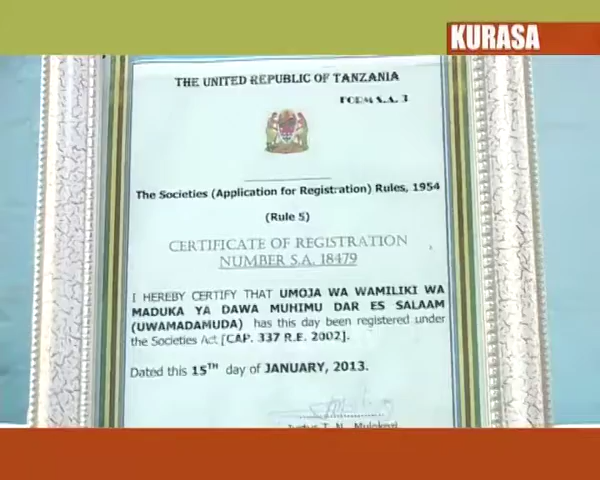 KURASA
THE UNITED REPUBLIC OF TANZANIA
FORM S.A. 3
The Societies (Application for Registration) Rules, 1954
(Rule 5)
CERTIFICATE OF REGISTRATION
NUMBER S.A. 18479
I HEREBY CERTIFY THAT UMOJA WA WAMILIKI WA
MADUKA YA DAWA MUHIMU DAR ES SALAAM
(UWAMADAMUDA) has this day been registered under
the Societies Act [CAP. 337 R.E. 2002].
Dated this 15TH day of JANUARY, 2013.